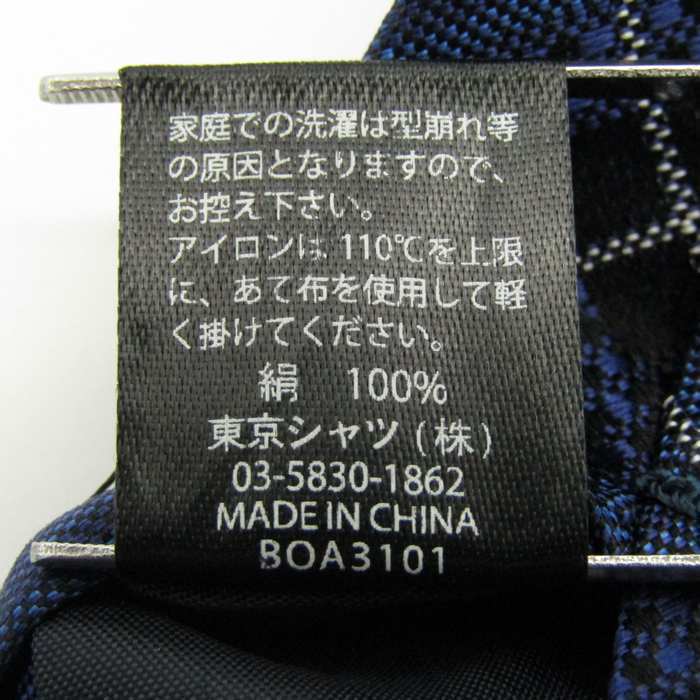 家庭での洗濯は型崩れ等
の原因となりますので、
お控え下さい。
アイロンは110℃を上限
に、あて布を使用して軽
く掛けてください。
絹 100%
東京シャツ(株)
03-5830-1862
MADE IN CHINA
BOA3101